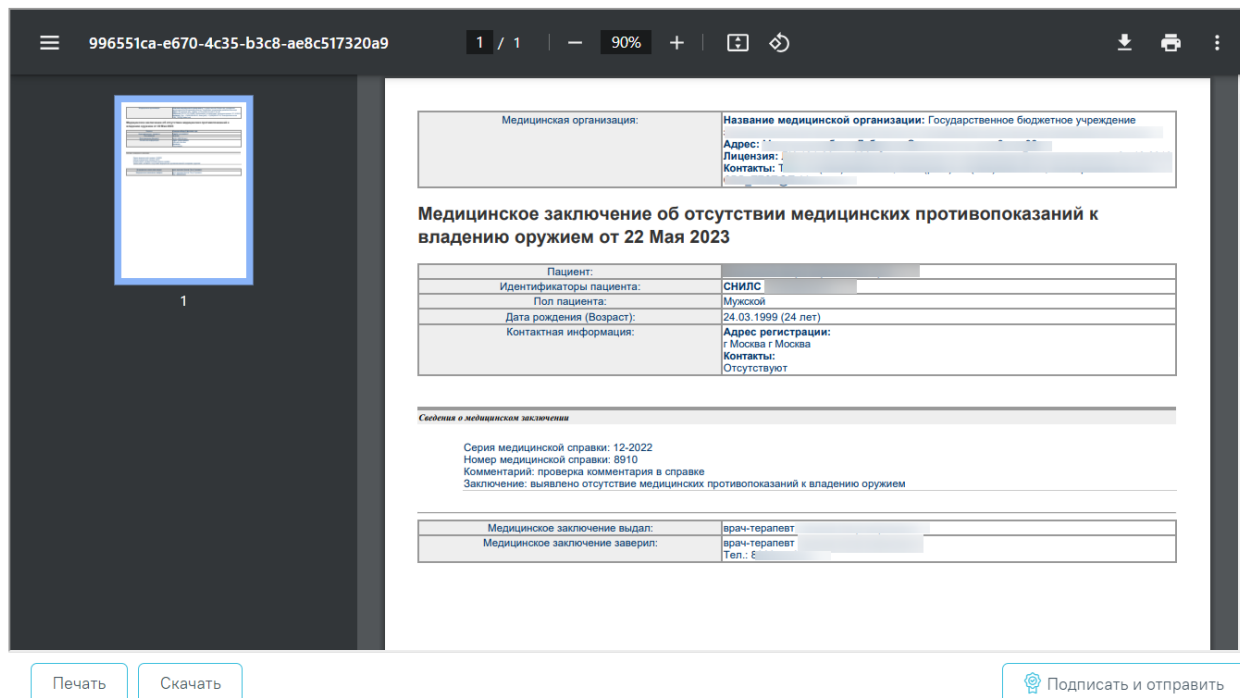 996551ca-e670-4c35-b3c8-ae8c517320a9
1 / 1
90%
1
Медицинская организация:
Название медицинской организации: Государственное бюджетное учреждение
Адрес:
Лицензия:
Контакты: Т
Медицинское заключение об отсутствии медицинских противопоказаний к
владению оружием от 22 Мая 2023
Пациент:
Идентификаторы пациента: СНИЛС
Пол пациента: Мужской
Дата рождения (Возраст): 24.03.1999 (24 лет)
Контактная информация: Адрес регистрации:
г Москва г Москва
Контакты:
Отсутствуют
Сведения о медицинском заключении
Серия медицинской справки: 12-2022
Номер медицинской справки: 8910
Комментарий: проверка комментария в справке
Заключение: выявлено отсутствие медицинских противопоказаний к владению оружием
Медицинское заключение выдал: врач-терапевт
Медицинское заключение заверил: врач-терапевт
Тел.: 8
Печать
Скачать
Подписать и отправить